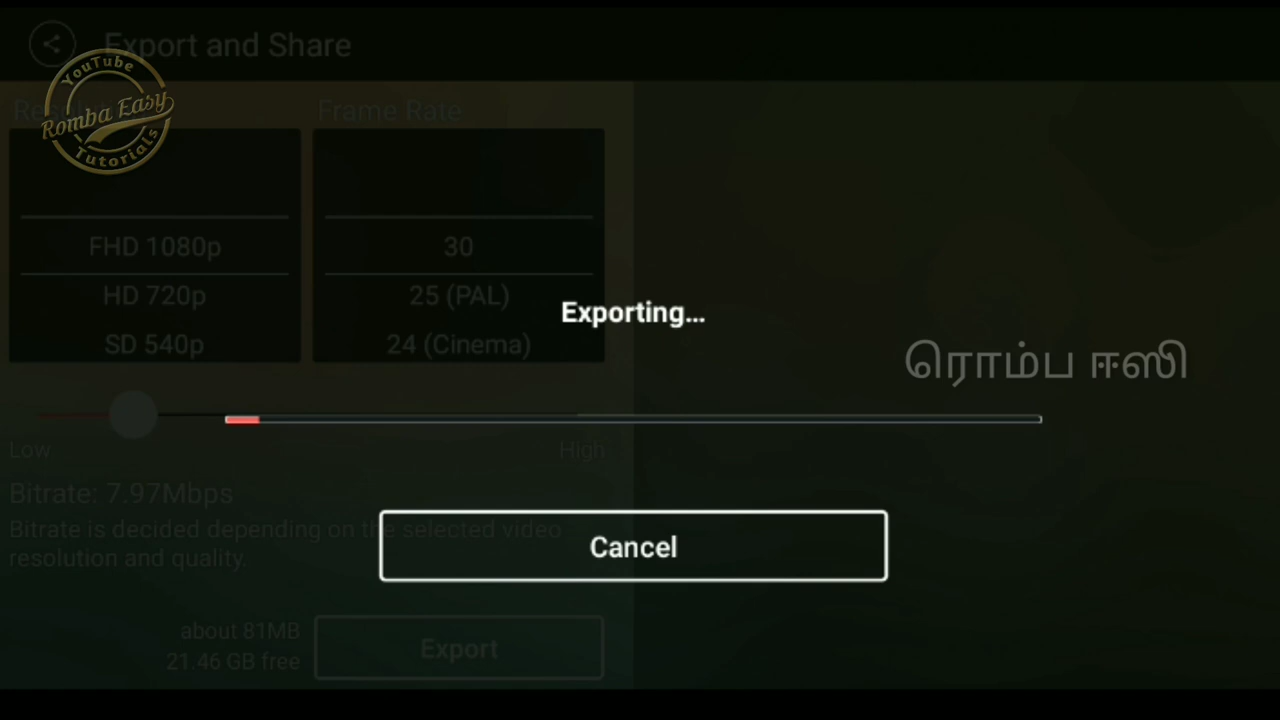 Export and Share
YouTube
Romba Easy
Tutorials
Frame Rate
FHD 1080p
30
HD 720p
25 (PAL)
SD 540p
24 (Cinema)
Exporting...
ரொம்ப ஈஸி
Low
High
Bitrate: 7.97Mbps
Bitrate is decided depending on the selected video
resolution and quality.
Cancel
about 81MB
21.46 GB free
Export